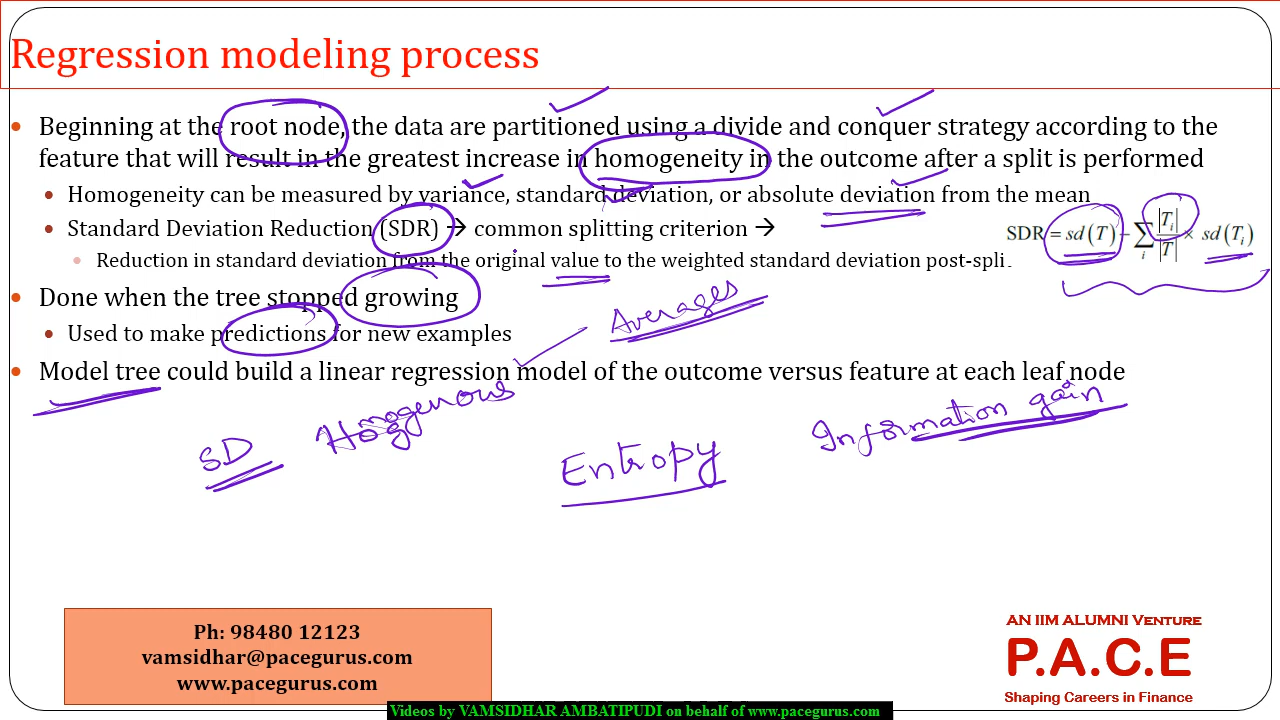 Regression modeling process
• Beginning at the root node, the data are partitioned using a divide and conquer strategy according to the
feature that will result in the greatest increase in homogeneity in the outcome after a split is performed
• Homogeneity can be measured by variance, standard deviation, or absolute deviation from the mean
• Standard Deviation Reduction (SDR) → common splitting criterion →
SDR = sd(T) − ∑i |Ti|/|T| × sd(Ti)
• Reduction in standard deviation from the original value to the weighted standard deviation post-spli.
• Done when the tree stopped growing
• Used to make predictions for new examples
Averages
• Model tree could build a linear regression model of the outcome versus feature at each leaf node
SD
Homogenous
Entropy
Information gain
Ph: 98480 12123
vamsidhar@pacegurus.com
www.pacegurus.com
AN IIM ALUMNI VENTURE
P.A.C.E
Shaping Careers in Finance
Videos by VAMSIDHAR AMBATIPUDI on behalf of www.pacegurus.com